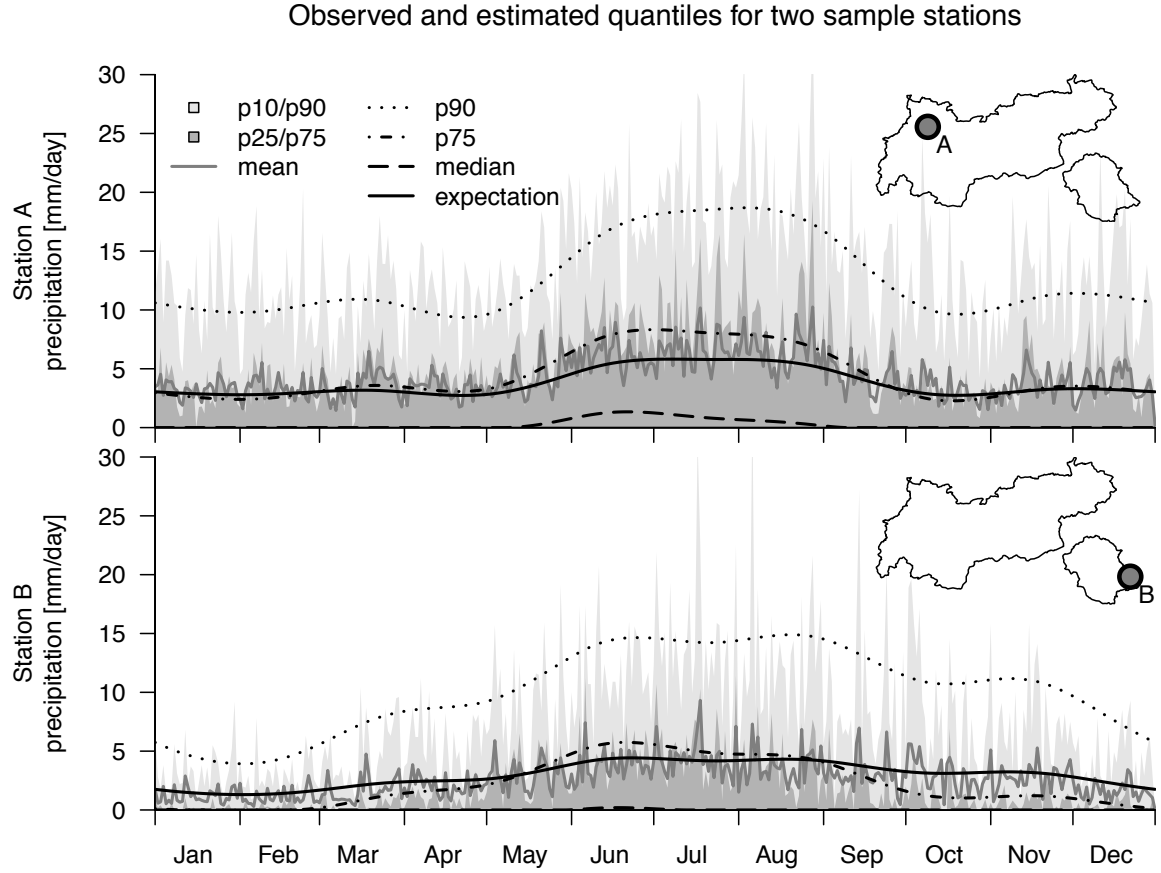 Observed and estimated quantiles for two sample stations
Station A
precipitation [mm/day]
30
25
20
15
10
5
0
p10/p90
p25/p75
mean
p90
p75
median
expectation
A
Station B
precipitation [mm/day]
30
25
20
15
10
5
0
B
Jan Feb Mar Apr May Jun Jul Aug Sep Oct Nov Dec